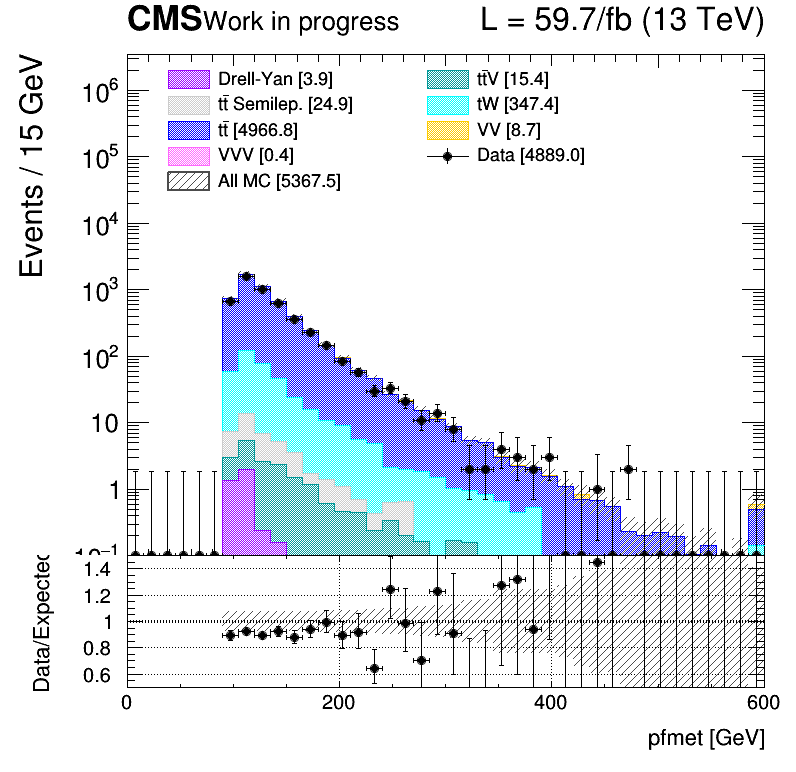 CMS Work in progress L = 59.7/fb (13 TeV)
Events / 15 GeV
Drell-Yan [3.9] tt̄V [15.4]
tt̄ Semilep. [24.9] tW [347.4]
tt̄ [4966.8] VV [8.7]
VVV [0.4] Data [4889.0]
All MC [5367.5]
10⁶
10⁵
10⁴
10³
10²
10
1
10⁻¹
Data/Expected
1.4
1.2
1
0.8
0.6
0 200 400 600
pfmet [GeV]